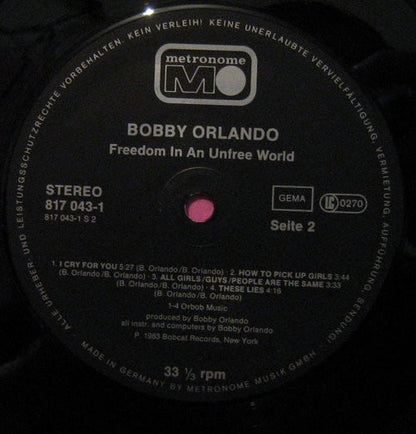 ALLE URHEBER UND LEISTUNGSSCHUTZRECHTE VORBEHALTEN. KEIN VERLEIH! KEINE UNERLAUBTE VERVIELFÄLTIGUNG, VERMIETUNG, AUFFÜHRUNG, SENDUNG!
metronome
BOBBY ORLANDO
Freedom In An Unfree World
STEREO
817 043-1
817 043-1 S 2
GEMA
LC 0270
Seite 2
1. I CRY FOR YOU 5:27 (B. Orlando/B. Orlando) · 2. HOW TO PICK UP GIRLS 3:44
(B. Orlando/B. Orlando) · 3. ALL GIRLS/GUYS/PEOPLE ARE THE SAME 3:33
(B. Orlando/B. Orlando) · 4. THESE LIES 4:16
(B. Orlando/B. Orlando)
1-4 Orbob Music
produced by Bobby Orlando
all instr. and computers by Bobby Orlando
P. 1983 Bobcat Records, New York
33 ⅓ rpm
MADE IN GERMANY BY METRONOME MUSIK GMBH